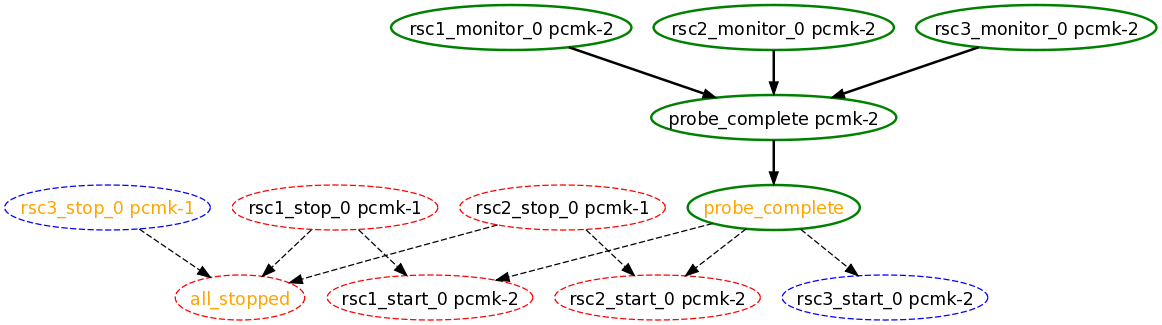 rsc1_monitor_0 pcmk-2
rsc2_monitor_0 pcmk-2
rsc3_monitor_0 pcmk-2
probe_complete pcmk-2
rsc3_stop_0 pcmk-1
rsc1_stop_0 pcmk-1
rsc2_stop_0 pcmk-1
probe_complete
all_stopped
rsc1_start_0 pcmk-2
rsc2_start_0 pcmk-2
rsc3_start_0 pcmk-2